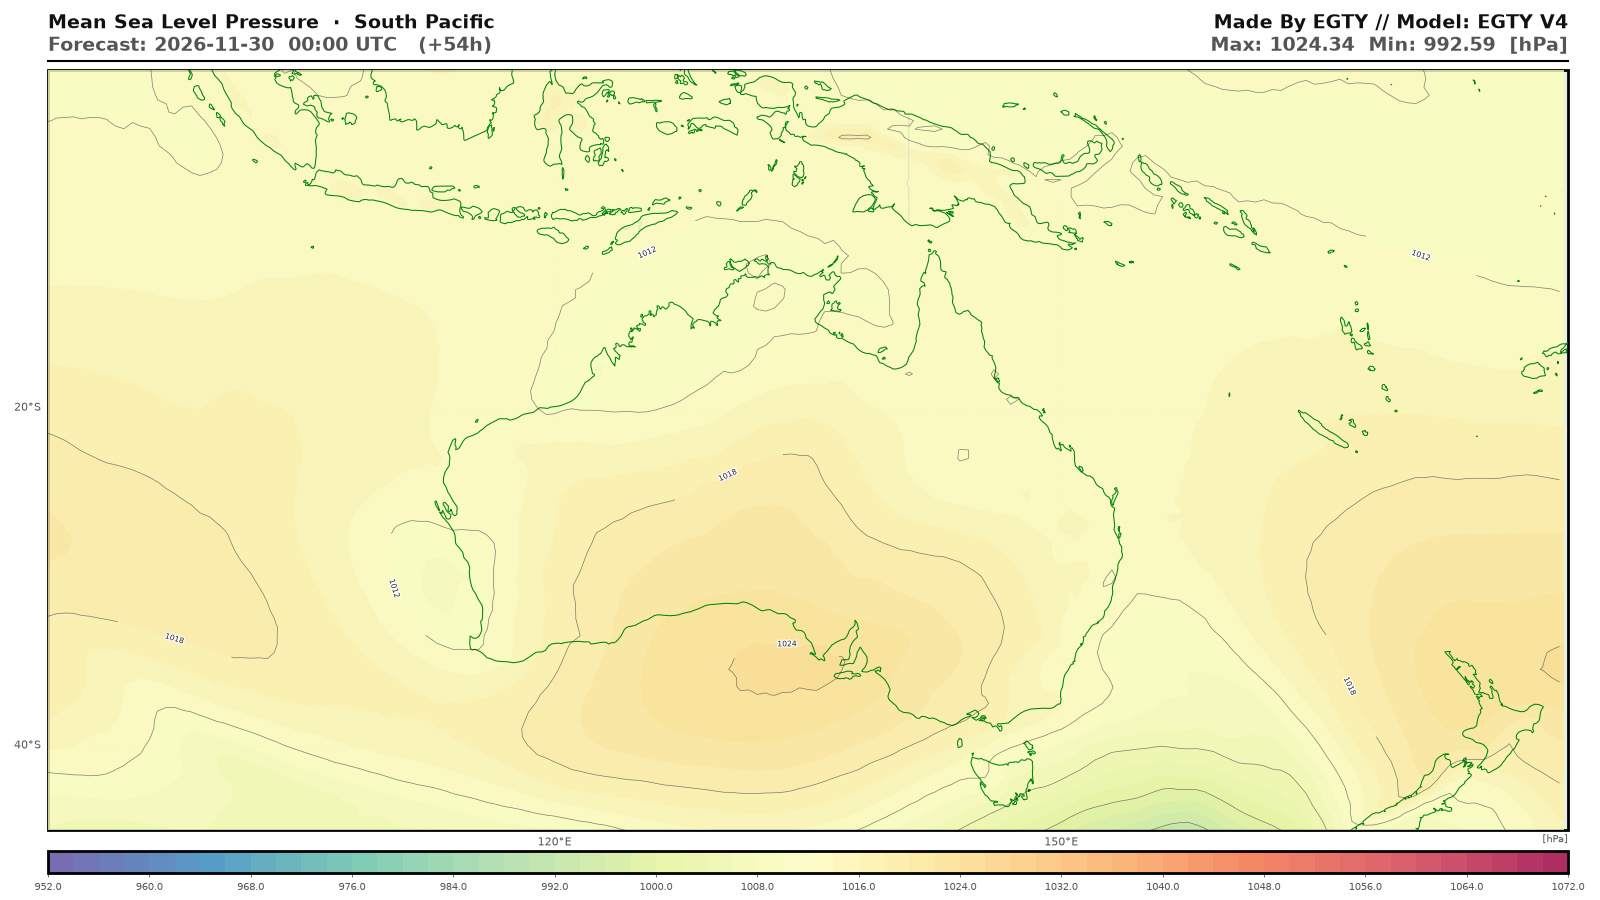 Mean Sea Level Pressure · South Pacific
Made By EGTY // Model: EGTY V4
Forecast: 2026-11-30 00:00 UTC (+54h)
Max: 1024.34 Min: 992.59 [hPa]
1012
1012
20°S
1018
1012
1018
1024
1018
40°S
120°E
150°E
[hPa]
952.0 960.0 968.0 976.0 984.0 992.0 1000.0 1008.0 1016.0 1024.0 1032.0 1040.0 1048.0 1056.0 1064.0 1072.0